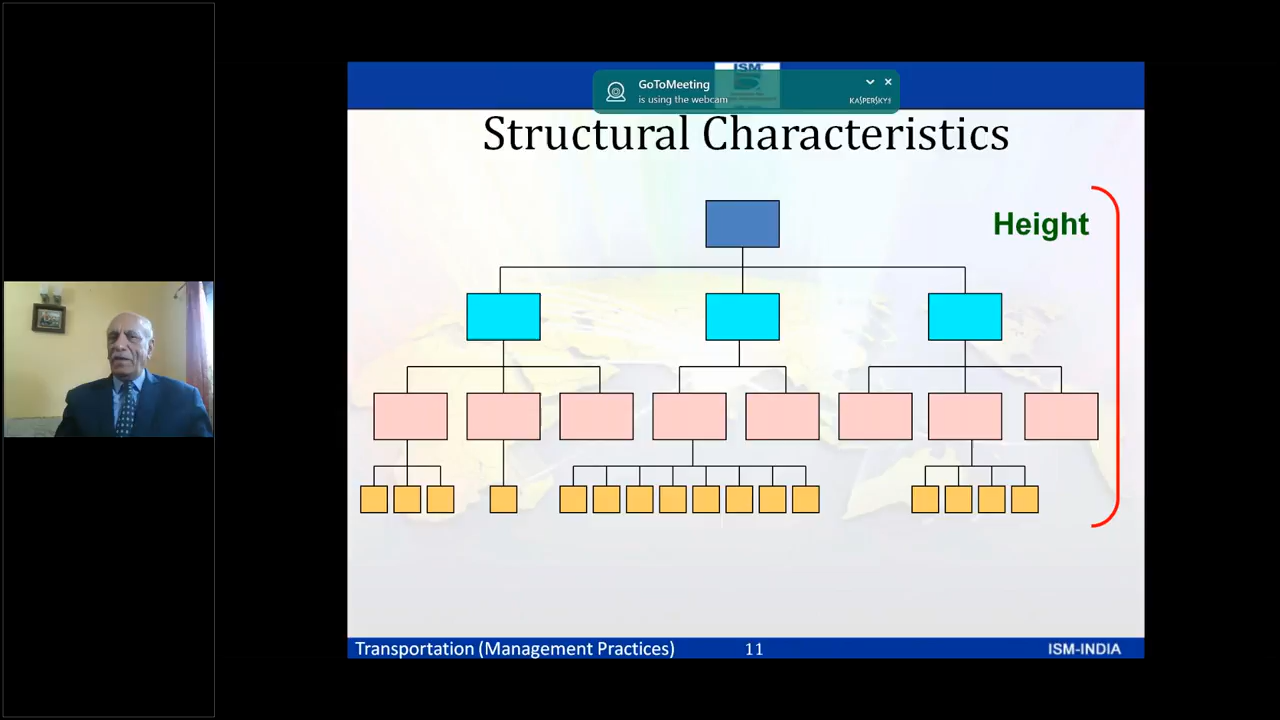 ISM
GoToMeeting
is using the webcam
KASPERSKY
Structural Characteristics
Height
Transportation (Management Practices)
11
ISM-INDIA